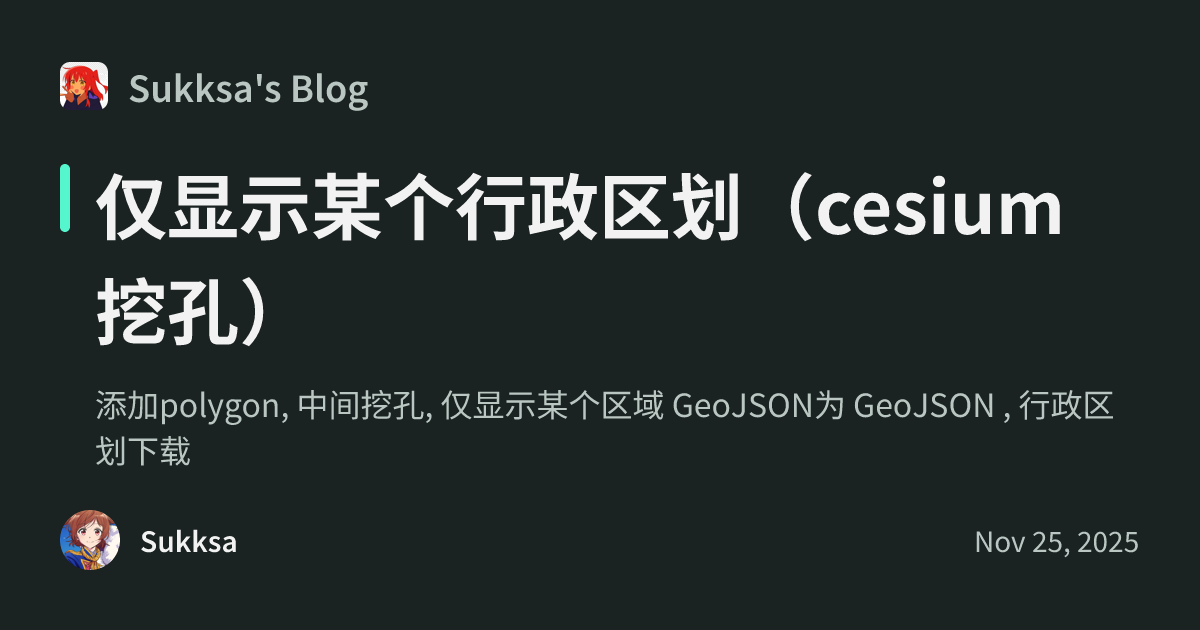 Sukksa's Blog
仅显示某个行政区划（cesium
挖孔）
添加polygon, 中间挖孔, 仅显示某个区域 GeoJSON为 GeoJSON , 行政区
划下载
Sukksa
Nov 25, 2025